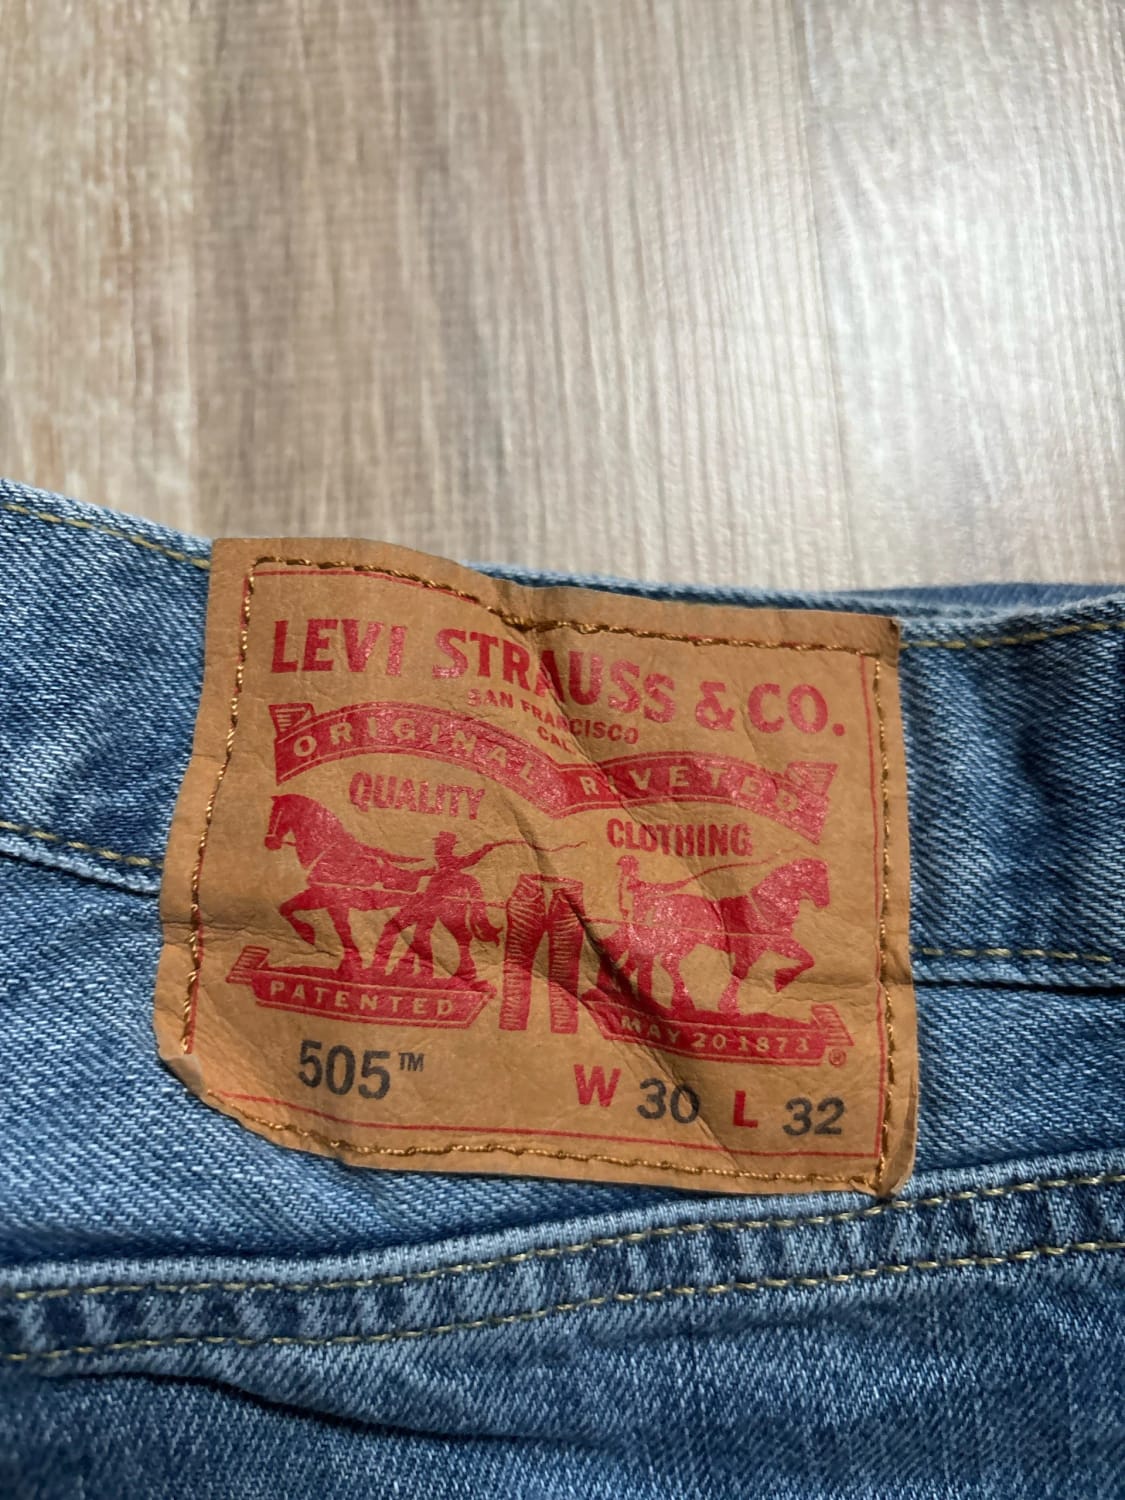 LEVI STRAUSS & CO.
SAN FRANCISCO
CAL.
ORIGINAL RIVETED
QUALITY CLOTHING
PATENTED MAY 20 1873 ®
505™ W 30 L 32